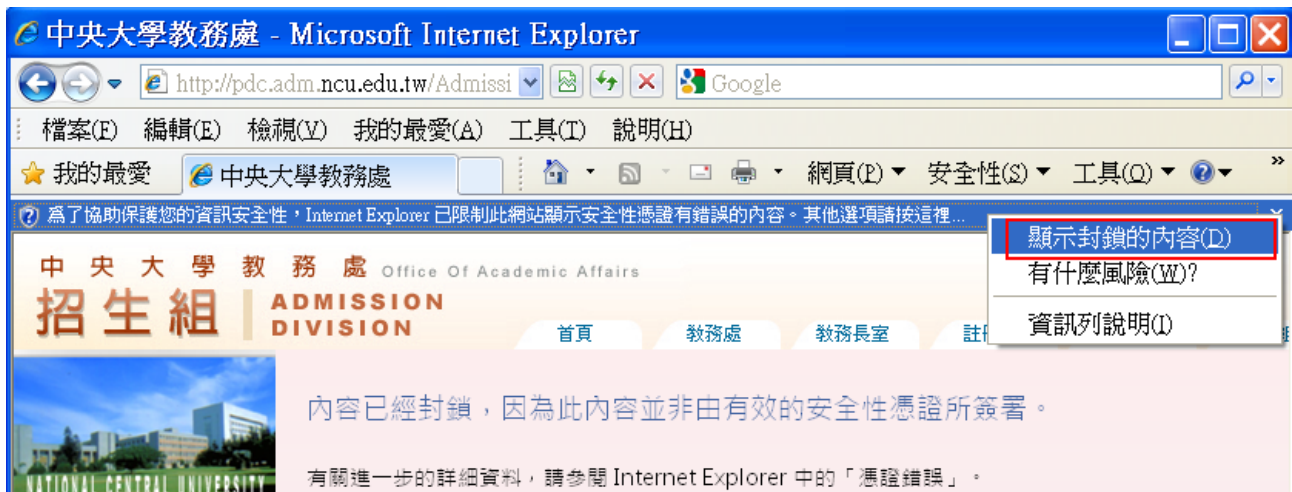 中央大學教務處 - Microsoft Internet Explorer
http://pdc.adm.ncu.edu.tw/Admissi
Google
檔案(F) 編輯(E) 檢視(V) 我的最愛(A) 工具(T) 說明(H)
我的最愛 中央大學教務處 網頁(P) 安全性(S) 工具(O) »
為了協助保護您的資訊安全性，Internet Explorer 已限制此網站顯示安全性憑證有錯誤的內容。其他選項請按這裡...
顯示封鎖的內容(D)
有什麼風險(W)?
資訊列說明(I)
中央大學教務處 Office Of Academic Affairs
招生組 ADMISSION
DIVISION
首頁 教務處 教務長室 註
內容已經封鎖，因為此內容並非由有效的安全性憑證所簽署。
有關進一步的詳細資料，請參閱 Internet Explorer 中的「憑證錯誤」。
NATIONAL CENTRAL UNIVERSITY